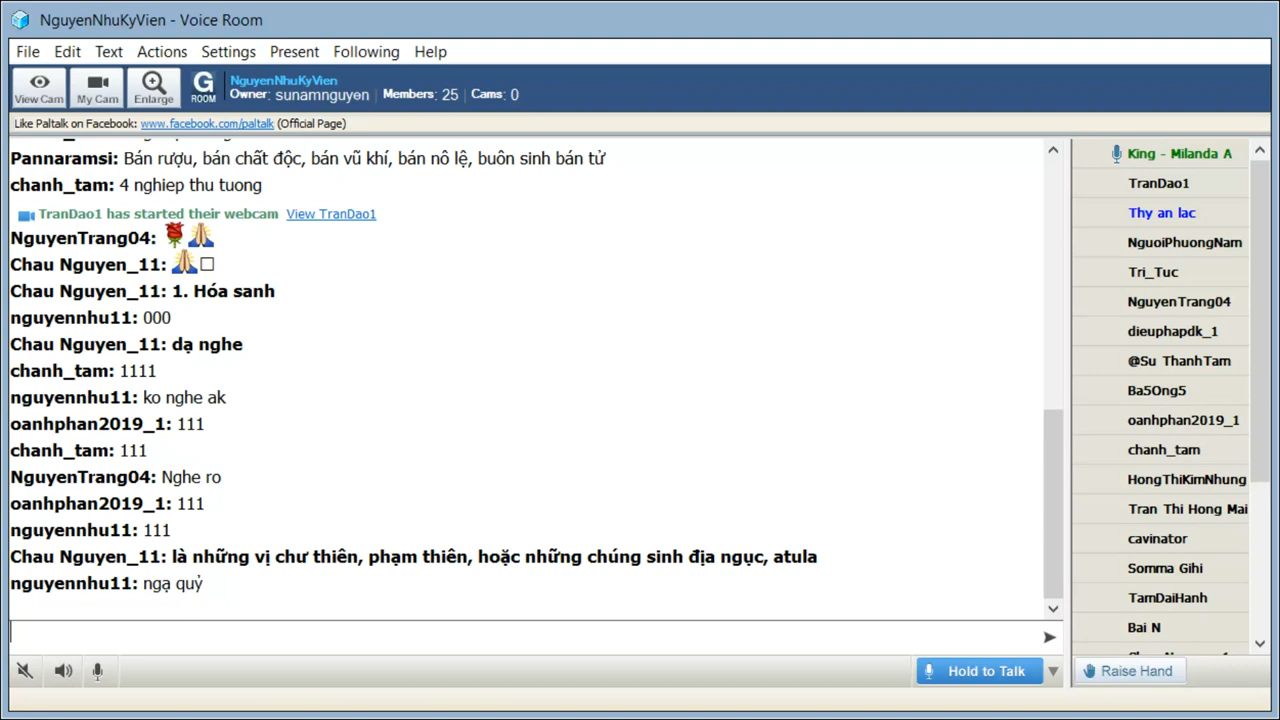 NguyenNhuKyVien - Voice Room
File Edit Text Actions Settings Present Following Help
View Cam
My Cam
Enlarge
G
ROOM
NguyenNhuKyVien
Owner: sunamnguyen | Members: 25 | Cams: 0
Like Paltalk on Facebook: www.facebook.com/paltalk (Official Page)
Pannaramsi: Bán rượu, bán chất độc, bán vũ khí, bán nô lệ, buôn sinh bán tử
chanh_tam: 4 nghiep thu tuong
TranDao1 has started their webcam View TranDao1
NguyenTrang04:
Chau Nguyen_11:
Chau Nguyen_11: 1. Hóa sanh
nguyennhu11: 000
Chau Nguyen_11: dạ nghe
chanh_tam: 1111
nguyennhu11: ko nghe ak
oanhphan2019_1: 111
chanh_tam: 111
NguyenTrang04: Nghe ro
oanhphan2019_1: 111
nguyennhu11: 111
Chau Nguyen_11: là những vị chư thiên, phạm thiên, hoặc những chúng sinh địa ngục, atula
nguyennhu11: ngạ quỷ
King - Milanda A
TranDao1
Thy an lac
NguoiPhuongNam
Tri_Tuc
NguyenTrang04
dieuphapdk_1
@Su ThanhTam
Ba5Ong5
oanhphan2019_1
chanh_tam
HongThiKimNhung
Tran Thi Hong Mai
cavinator
Somma Gihi
TamDaiHanh
Bai N
Hold to Talk
Raise Hand